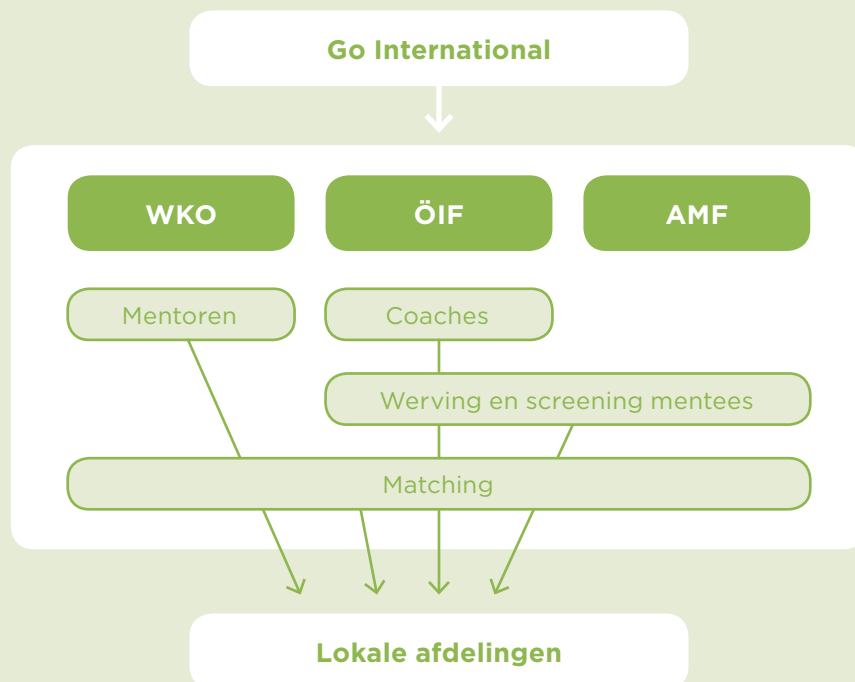 Go International
WKO
ÖIF
AMF
Mentoren
Coaches
Werving en screening mentees
Matching
Lokale afdelingen